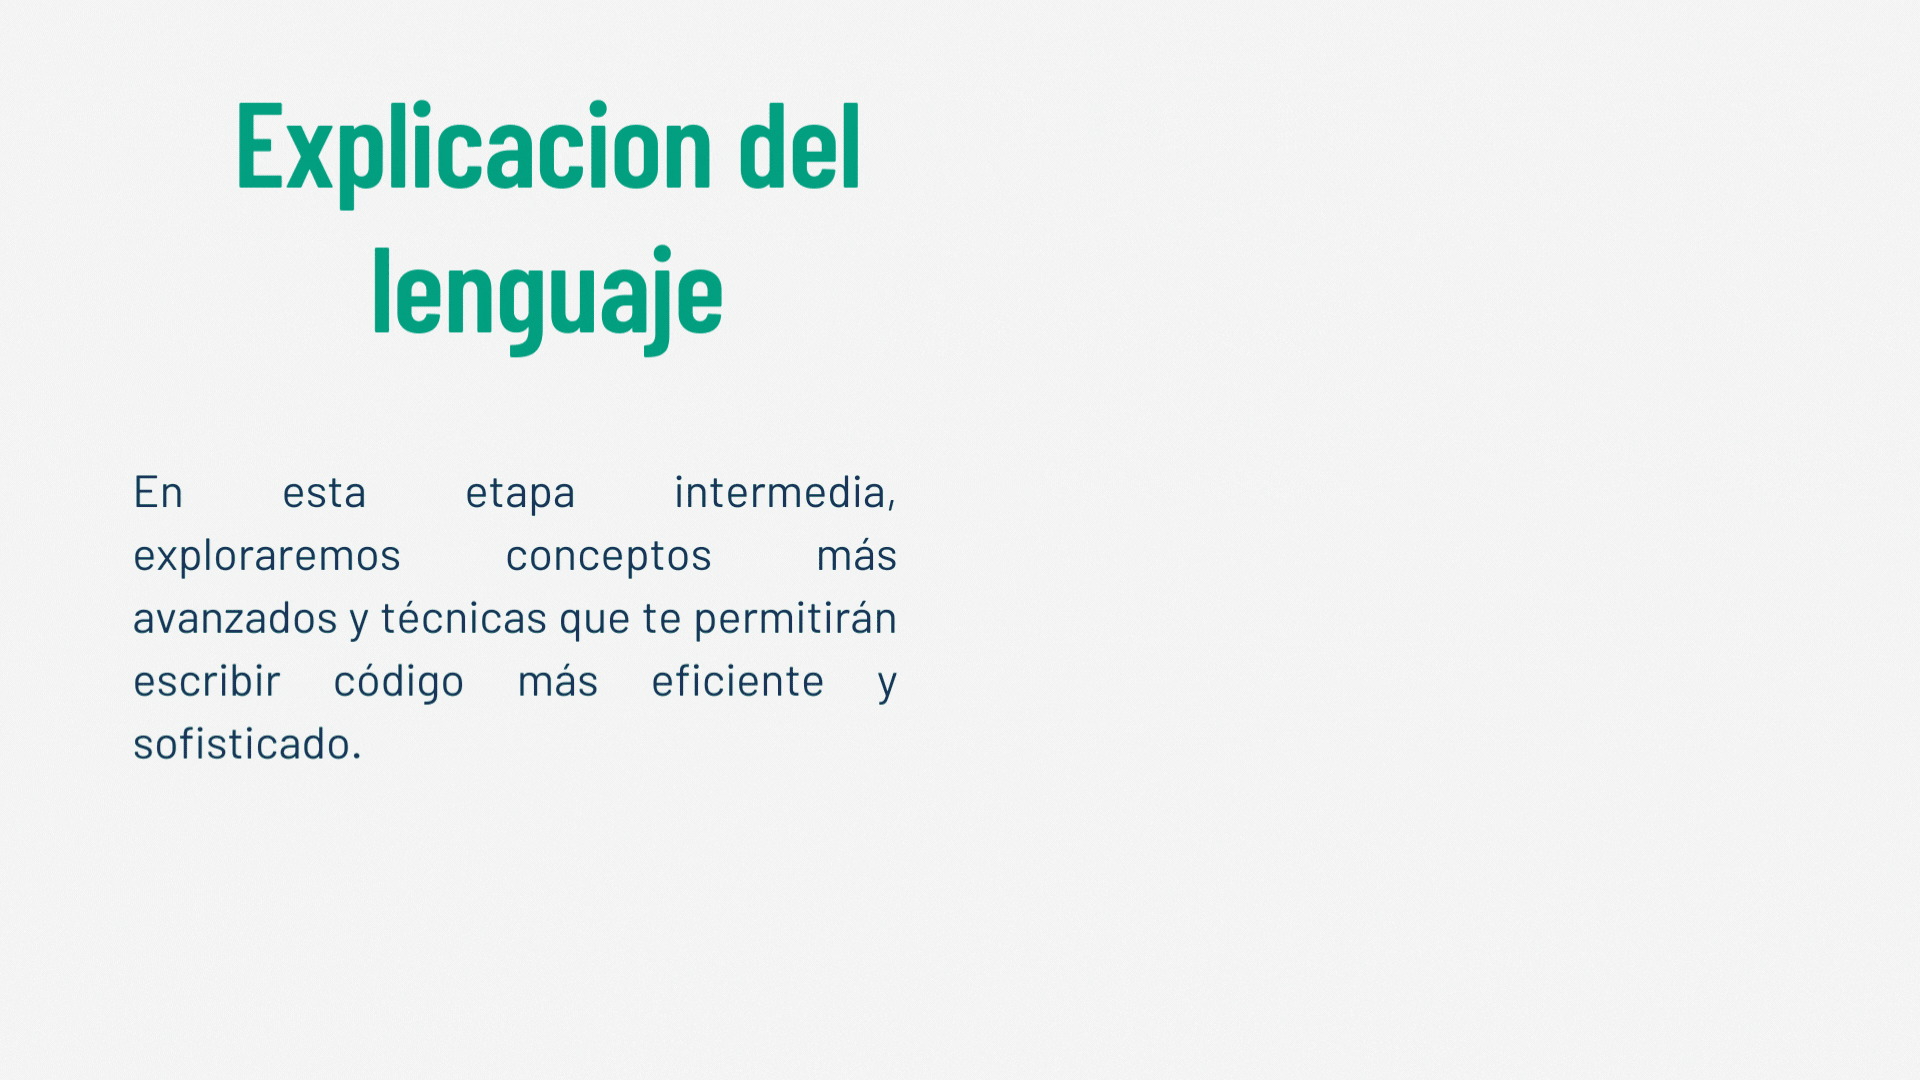 Explicacion del
lenguaje
En esta etapa intermedia,
exploraremos conceptos más
avanzados y técnicas que te permitirán
escribir código más eficiente y
sofisticado.